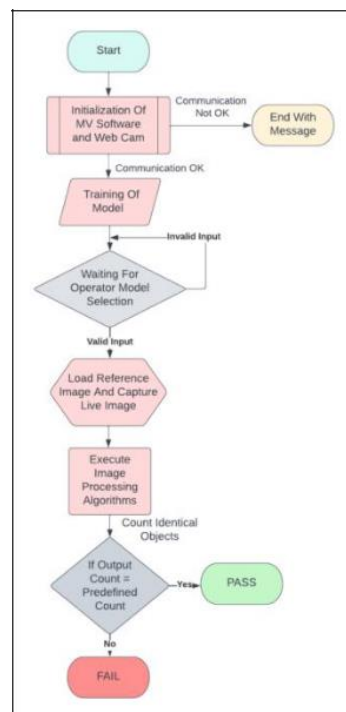 Start
Initialization Of
MV Software
and Web Cam
Communication
Not OK
End With
Message
Communication OK
Training Of
Model
Invalid Input
Waiting For
Operator Model
Selection
Valid Input
Load Reference
Image And Capture
Live Image
Execute
Image
Processing
Algorithms
Count Identical
Objects
If Output
Count =
Predefined
Count
Yes
PASS
No
FAIL